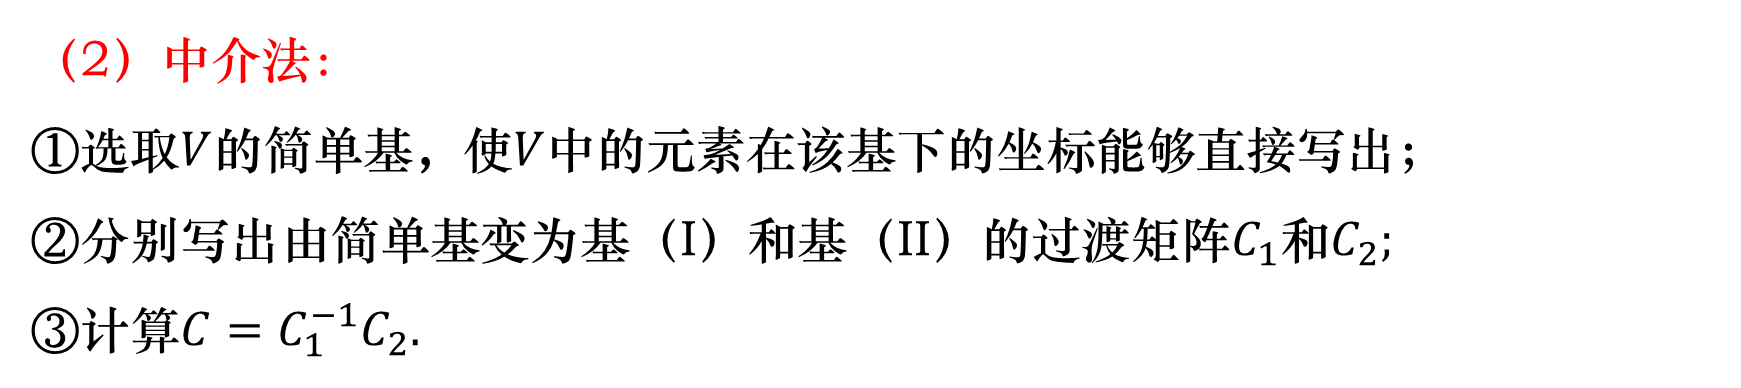 （2）中介法：
①选取V的简单基，使V中的元素在该基下的坐标能够直接写出；
②分别写出由简单基变为基（I）和基（II）的过渡矩阵C₁和C₂;
③计算C = C₁⁻¹C₂.